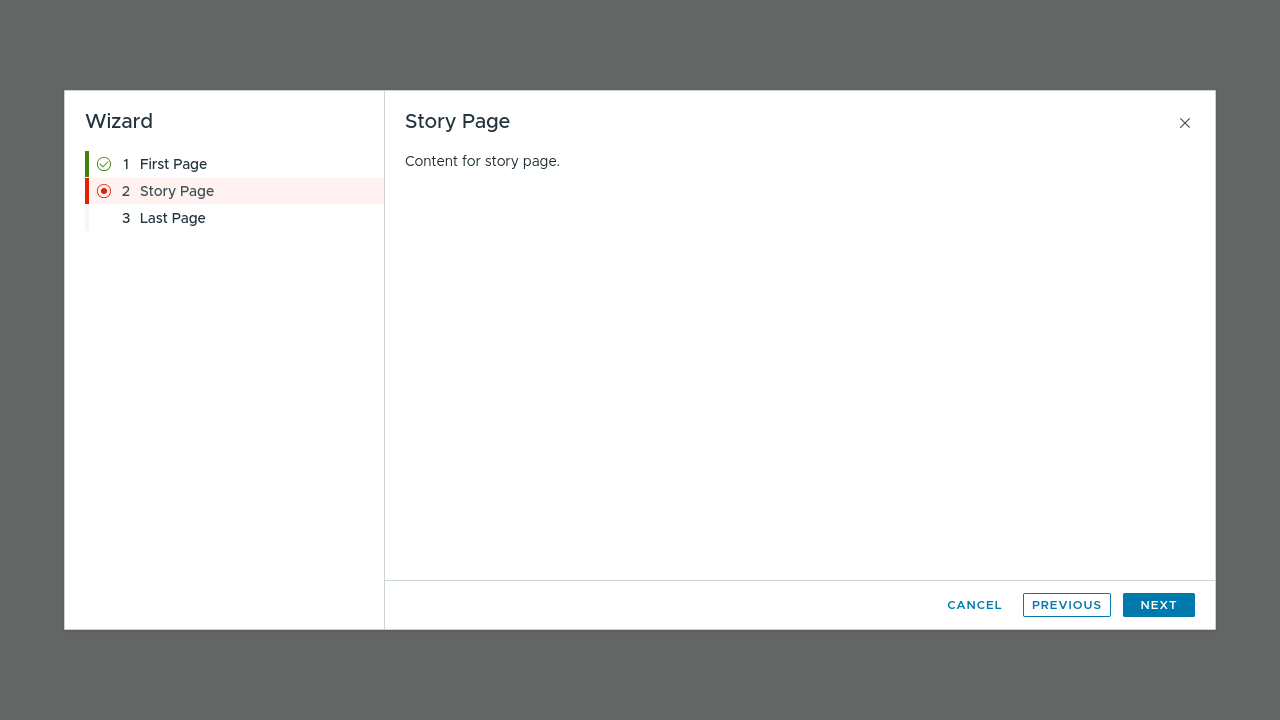 Wizard
1 First Page
2 Story Page
3 Last Page
Story Page
Content for story page.
CANCEL PREVIOUS NEXT